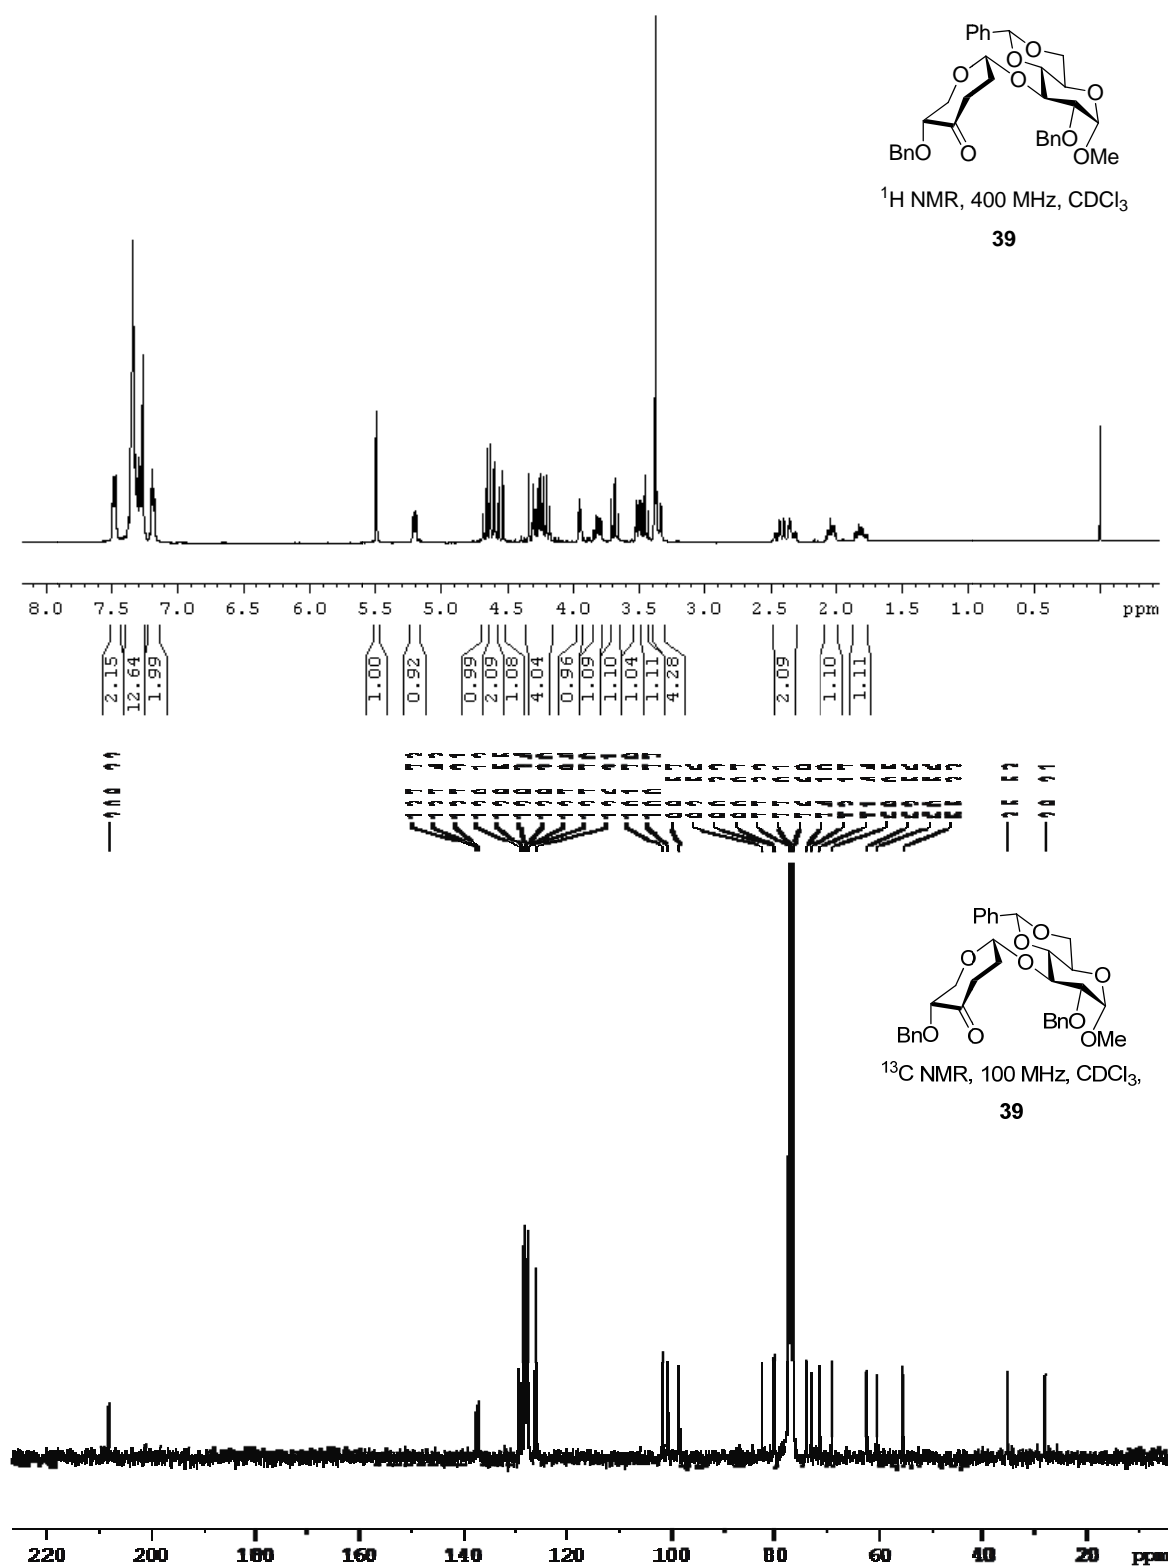 Ph
O
O
O
O
O
BnO
O
BnO
OMe
¹H NMR, 400 MHz, CDCl₃
39
8.0 7.5 7.0 6.5 6.0 5.5 5.0 4.5 4.0 3.5 3.0 2.5 2.0 1.5 1.0 0.5 ppm
2.15 12.64 1.99 1.00 0.92 0.99 2.09 1.08 4.04 0.96 1.09 1.10 1.04 1.11 4.28 2.09 1.10 1.11
Ph
O
O
O
O
O
BnO
O
BnO
OMe
¹³C NMR, 100 MHz, CDCl₃,
39
220 200 180 160 140 120 100 80 60 40 20 ppm